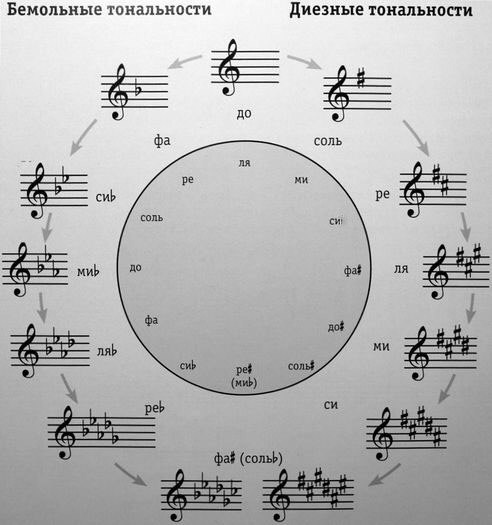 Бемольные тональности
Диезные тональности
до
фа
соль
ля
ре
ми
си♭
соль
си
ре
ми♭
до
фа♯
ля
ля♭
фа
до♯
ми
си♭
ре♯
(ми♭)
соль♯
ре♭
си
фа♯ (соль♭)